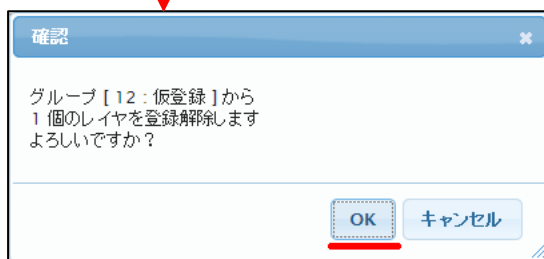 確認
グループ [ 12 : 仮登録 ] から
1 個のレイヤを登録解除します
よろしいですか？
OK
キャンセル